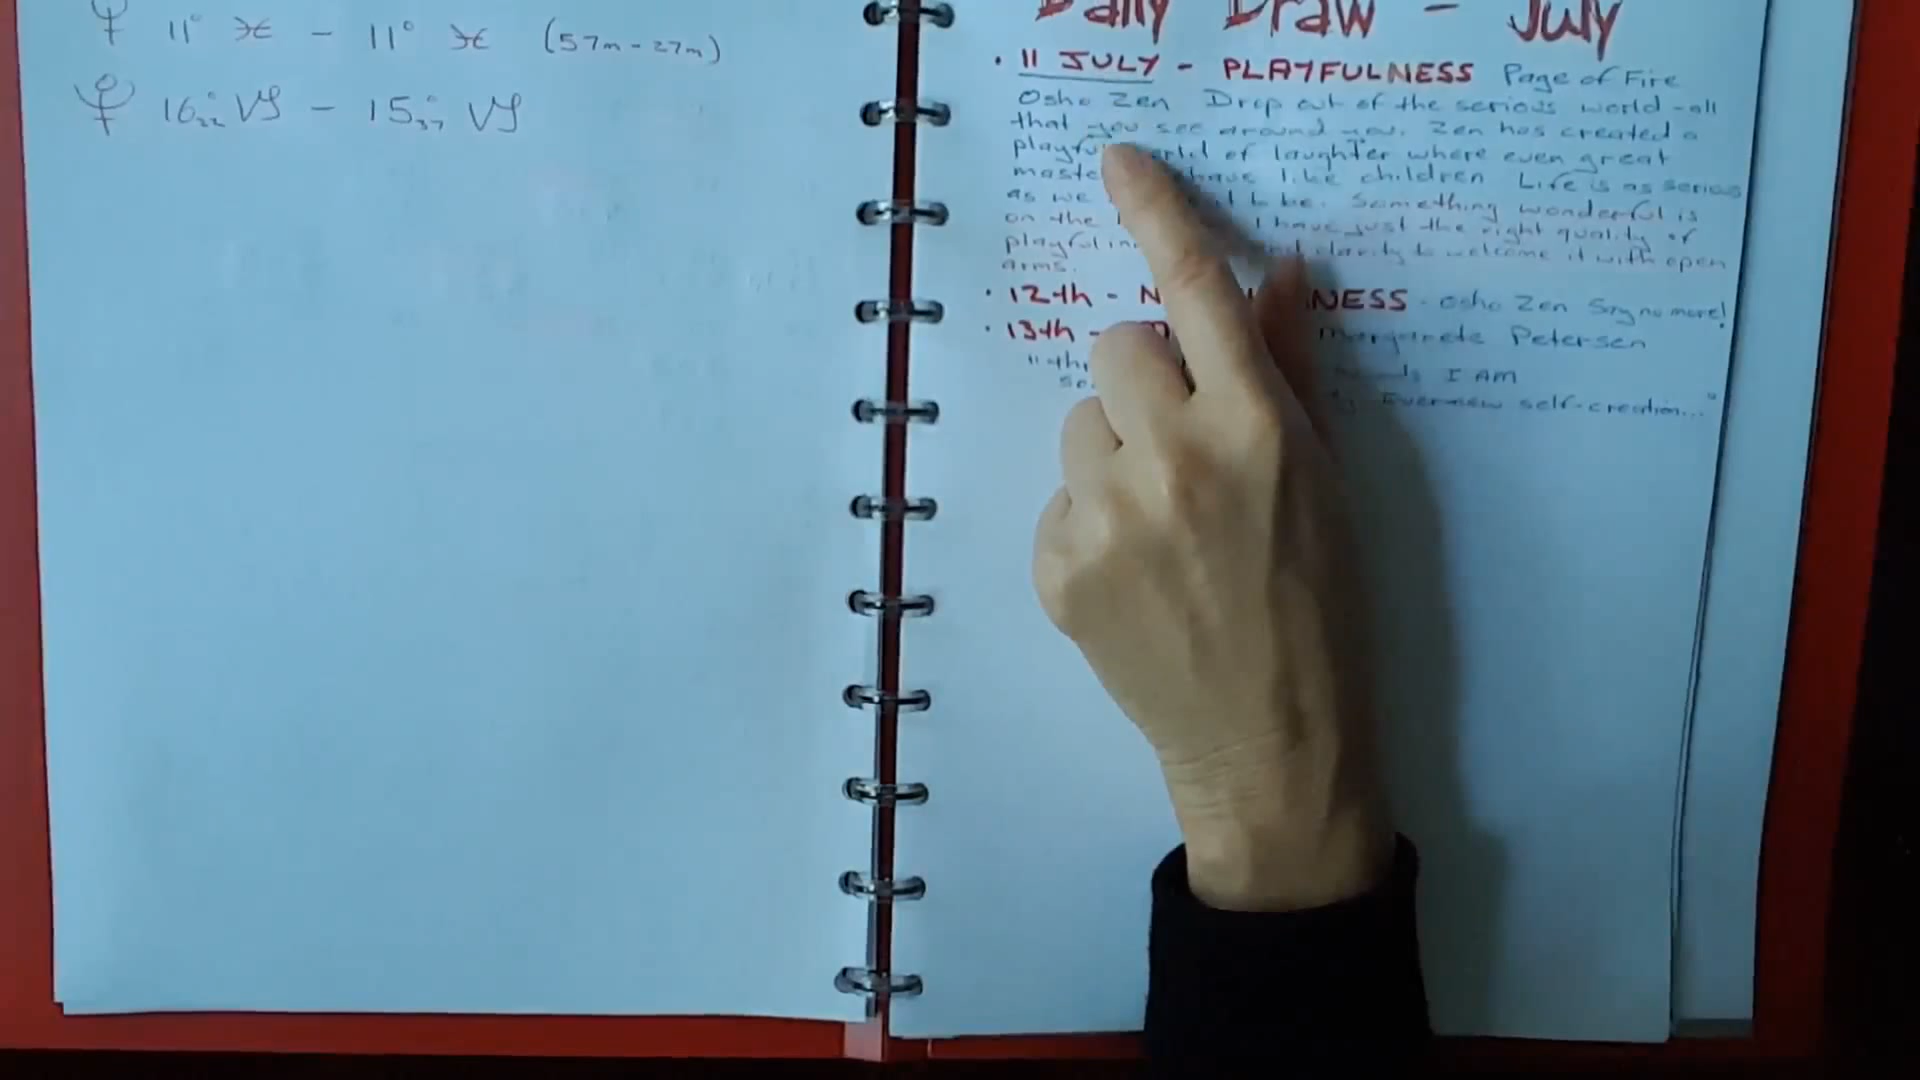 ♆ 11° ♓ - 11° ♓ (57m-27m)
♇ 16°22 ♑ - 15°37 ♑
Daily Draw - July
• 11 JULY - PLAYFULNESS Page of Fire
Osho Zen Drop out of the serious world - all
that you see around you. Zen has created a
of laughter where even great
like children Life is as serious
as we be. Something wonderful is
on the I have just the right quality of
clarity to welcome it with open
arms.
• 12th - NESS - Osho Zen Say no more!
• 13th - Margarete Petersen
I AM
Evernew self-creation..."